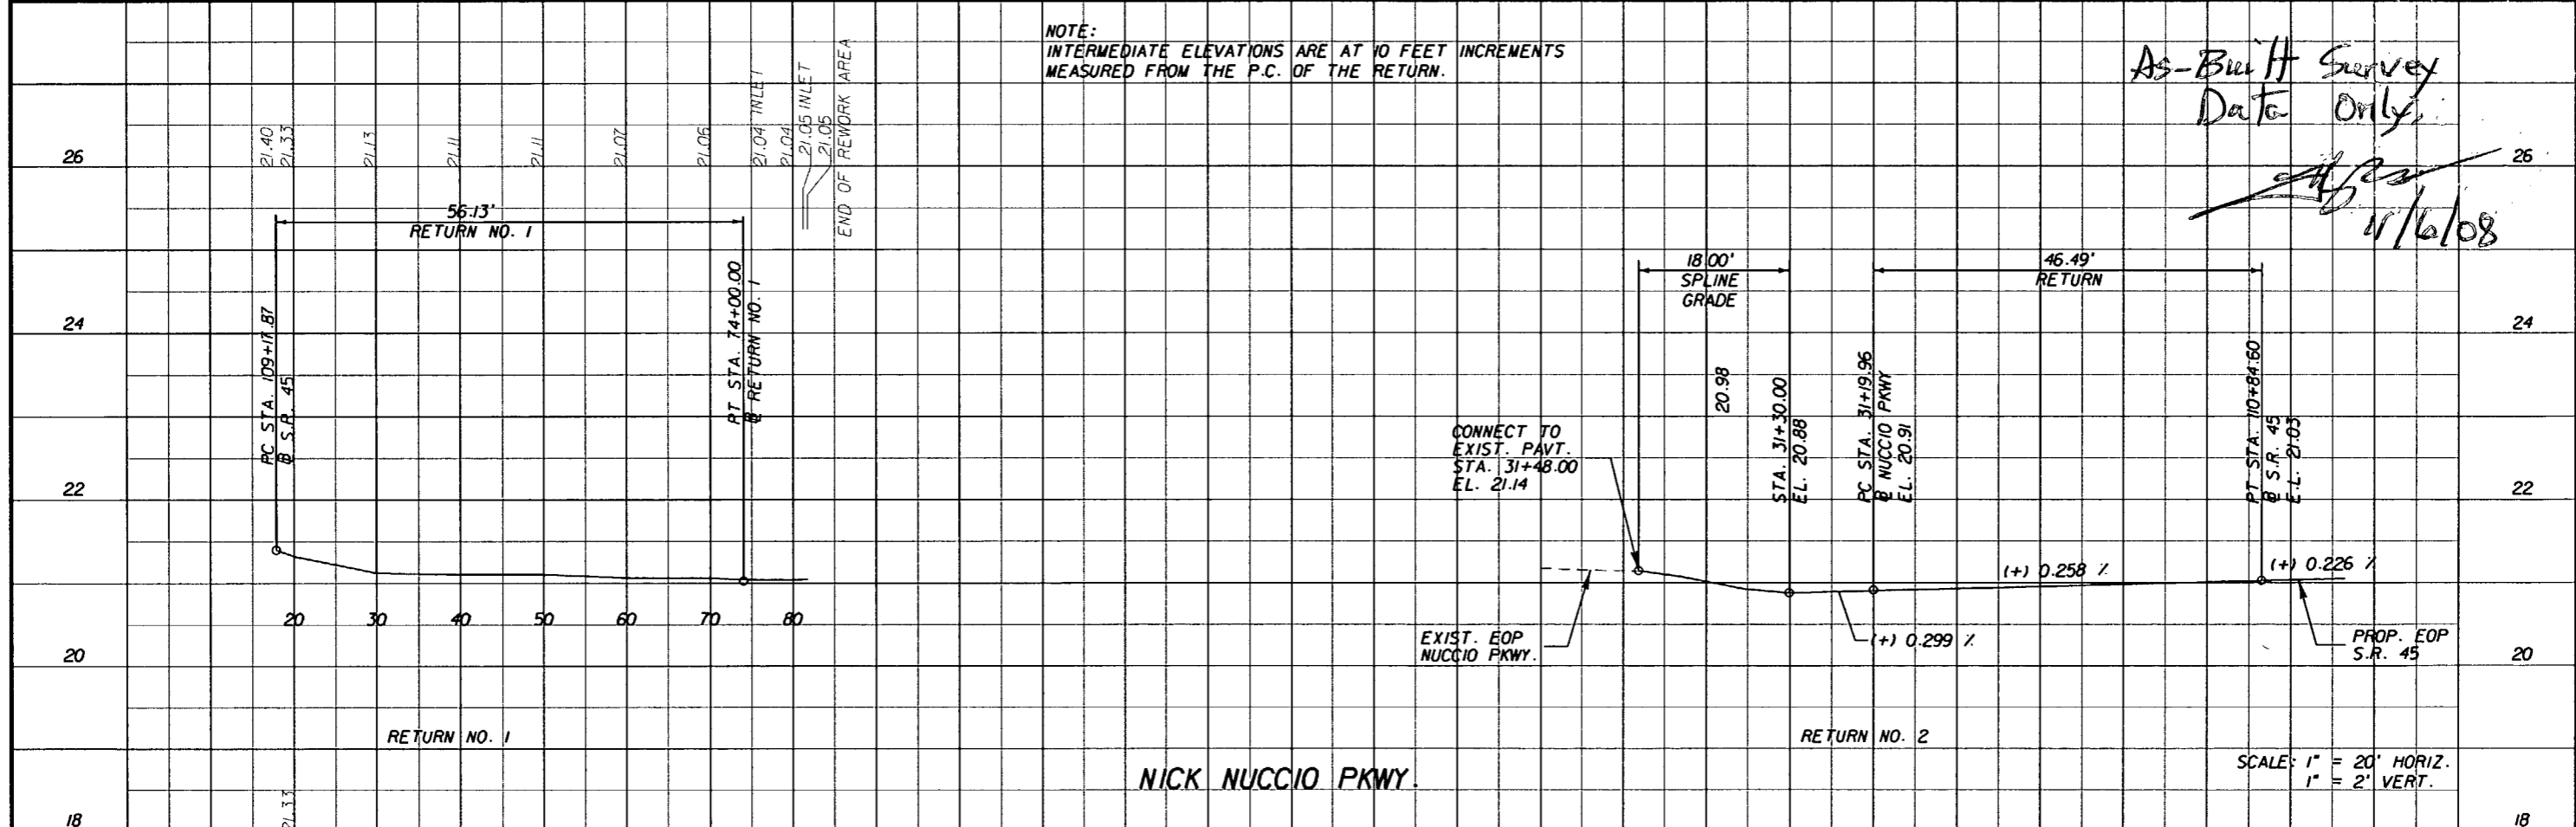 NOTE:
INTERMEDIATE ELEVATIONS ARE AT 10 FEET INCREMENTS
MEASURED FROM THE P.C. OF THE RETURN.
As-Built Survey
Data Only
11/6/08
21.40
21.33
21.13
21.11
21.11
21.07
21.06
21.04 INLET
21.04
21.05 INLET
21.05
END OF REWORK AREA
26
26
56.13'
RETURN NO. 1
PC STA. 109+17.87
℄ S.R. 45
PT STA. 74+00.00
℄ RETURN NO. 1
18.00'
SPLINE
GRADE
46.49'
RETURN
24
24
20.98
STA. 31+30.00
EL. 20.88
PC STA. 31+19.96
℄ NUCCIO PKWY
EL. 20.91
PT STA. 110+84.60
℄ S.R. 45
E.L. 21.03
CONNECT TO
EXIST. PAVT.
STA. 31+48.00
EL. 21.14
22
22
(+) 0.258 %
(+) 0.226 %
20
30
40
50
60
70
80
EXIST. EOP
NUCCIO PKWY.
(+) 0.299 %
PROP. EOP
S.R. 45
20
20
RETURN NO. 1
RETURN NO. 2
NICK NUCCIO PKWY.
SCALE: 1" = 20' HORIZ.
1" = 2' VERT.
21.33
18
18